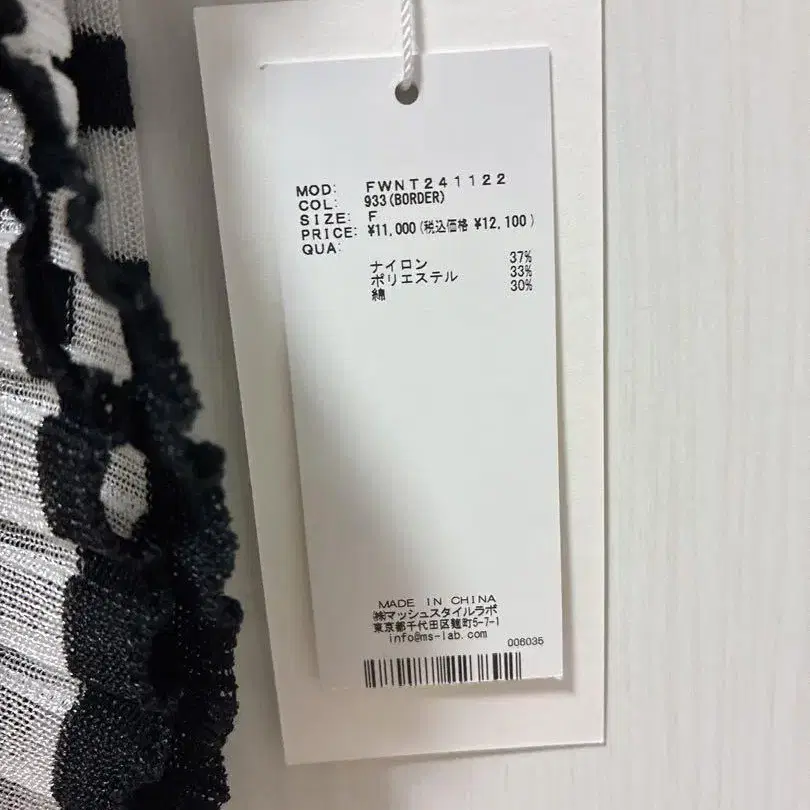 MOD: FWNT241122
COL: 933(BORDER)
SIZE: F
PRICE: ¥11,000(税込価格 ¥12,100)
QUA:
ナイロン 37%
ポリエステル 33%
綿 30%
MADE IN CHINA
㈱マッシュスタイルラボ
東京都千代田区麹町5-7-1
info@ms-lab.com
006035